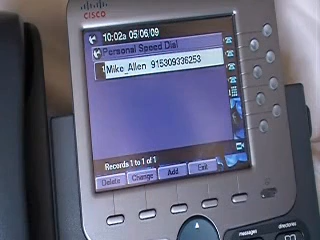 CISCO
10:02a 05/06/09
Personal Speed Dial
1 Mike_Allen 915309336253
Records 1 to 1 of 1
Delete Change Add Exit
messages directories